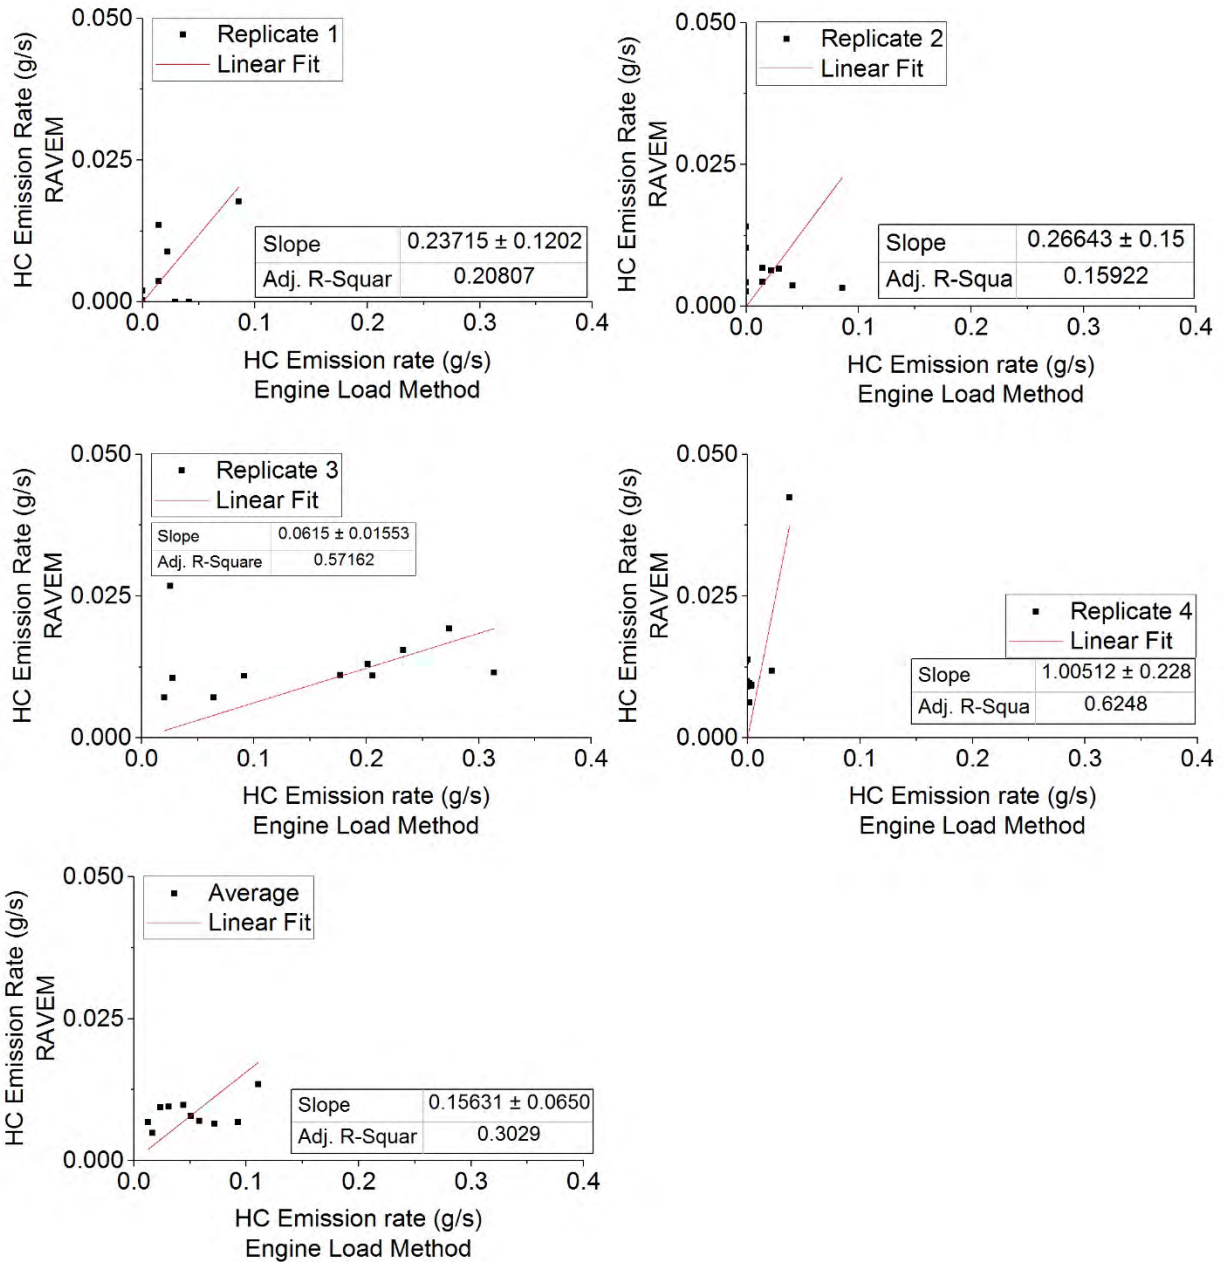 HC Emission Rate (g/s)
RAVEM
0.050
0.025
0.000
Replicate 1
Linear Fit
Slope 0.23715 ± 0.1202
Adj. R-Squar 0.20807
0.0 0.1 0.2 0.3 0.4
HC Emission rate (g/s)
Engine Load Method
HC Emission Rate (g/s)
RAVEM
0.050
0.025
0.000
Replicate 2
Linear Fit
Slope 0.26643 ± 0.15
Adj. R-Squa 0.15922
0.0 0.1 0.2 0.3 0.4
HC Emission rate (g/s)
Engine Load Method
HC Emission Rate (g/s)
RAVEM
0.050
0.025
0.000
Replicate 3
Linear Fit
Slope 0.0615 ± 0.01553
Adj. R-Square 0.57162
0.0 0.1 0.2 0.3 0.4
HC Emission rate (g/s)
Engine Load Method
HC Emission Rate (g/s)
RAVEM
0.050
0.025
0.000
Replicate 4
Linear Fit
Slope 1.00512 ± 0.228
Adj. R-Squa 0.6248
0.0 0.1 0.2 0.3 0.4
HC Emission rate (g/s)
Engine Load Method
HC Emission Rate (g/s)
RAVEM
0.050
0.025
0.000
Average
Linear Fit
Slope 0.15631 ± 0.0650
Adj. R-Squar 0.3029
0.0 0.1 0.2 0.3 0.4
HC Emission rate (g/s)
Engine Load Method